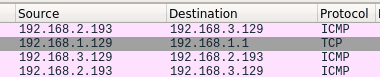 Source Destination Protocol
192.168.2.193 192.168.3.129 ICMP
192.168.1.129 192.168.1.1 TCP
192.168.3.129 192.168.2.193 ICMP
192.168.2.193 192.168.3.129 ICMP